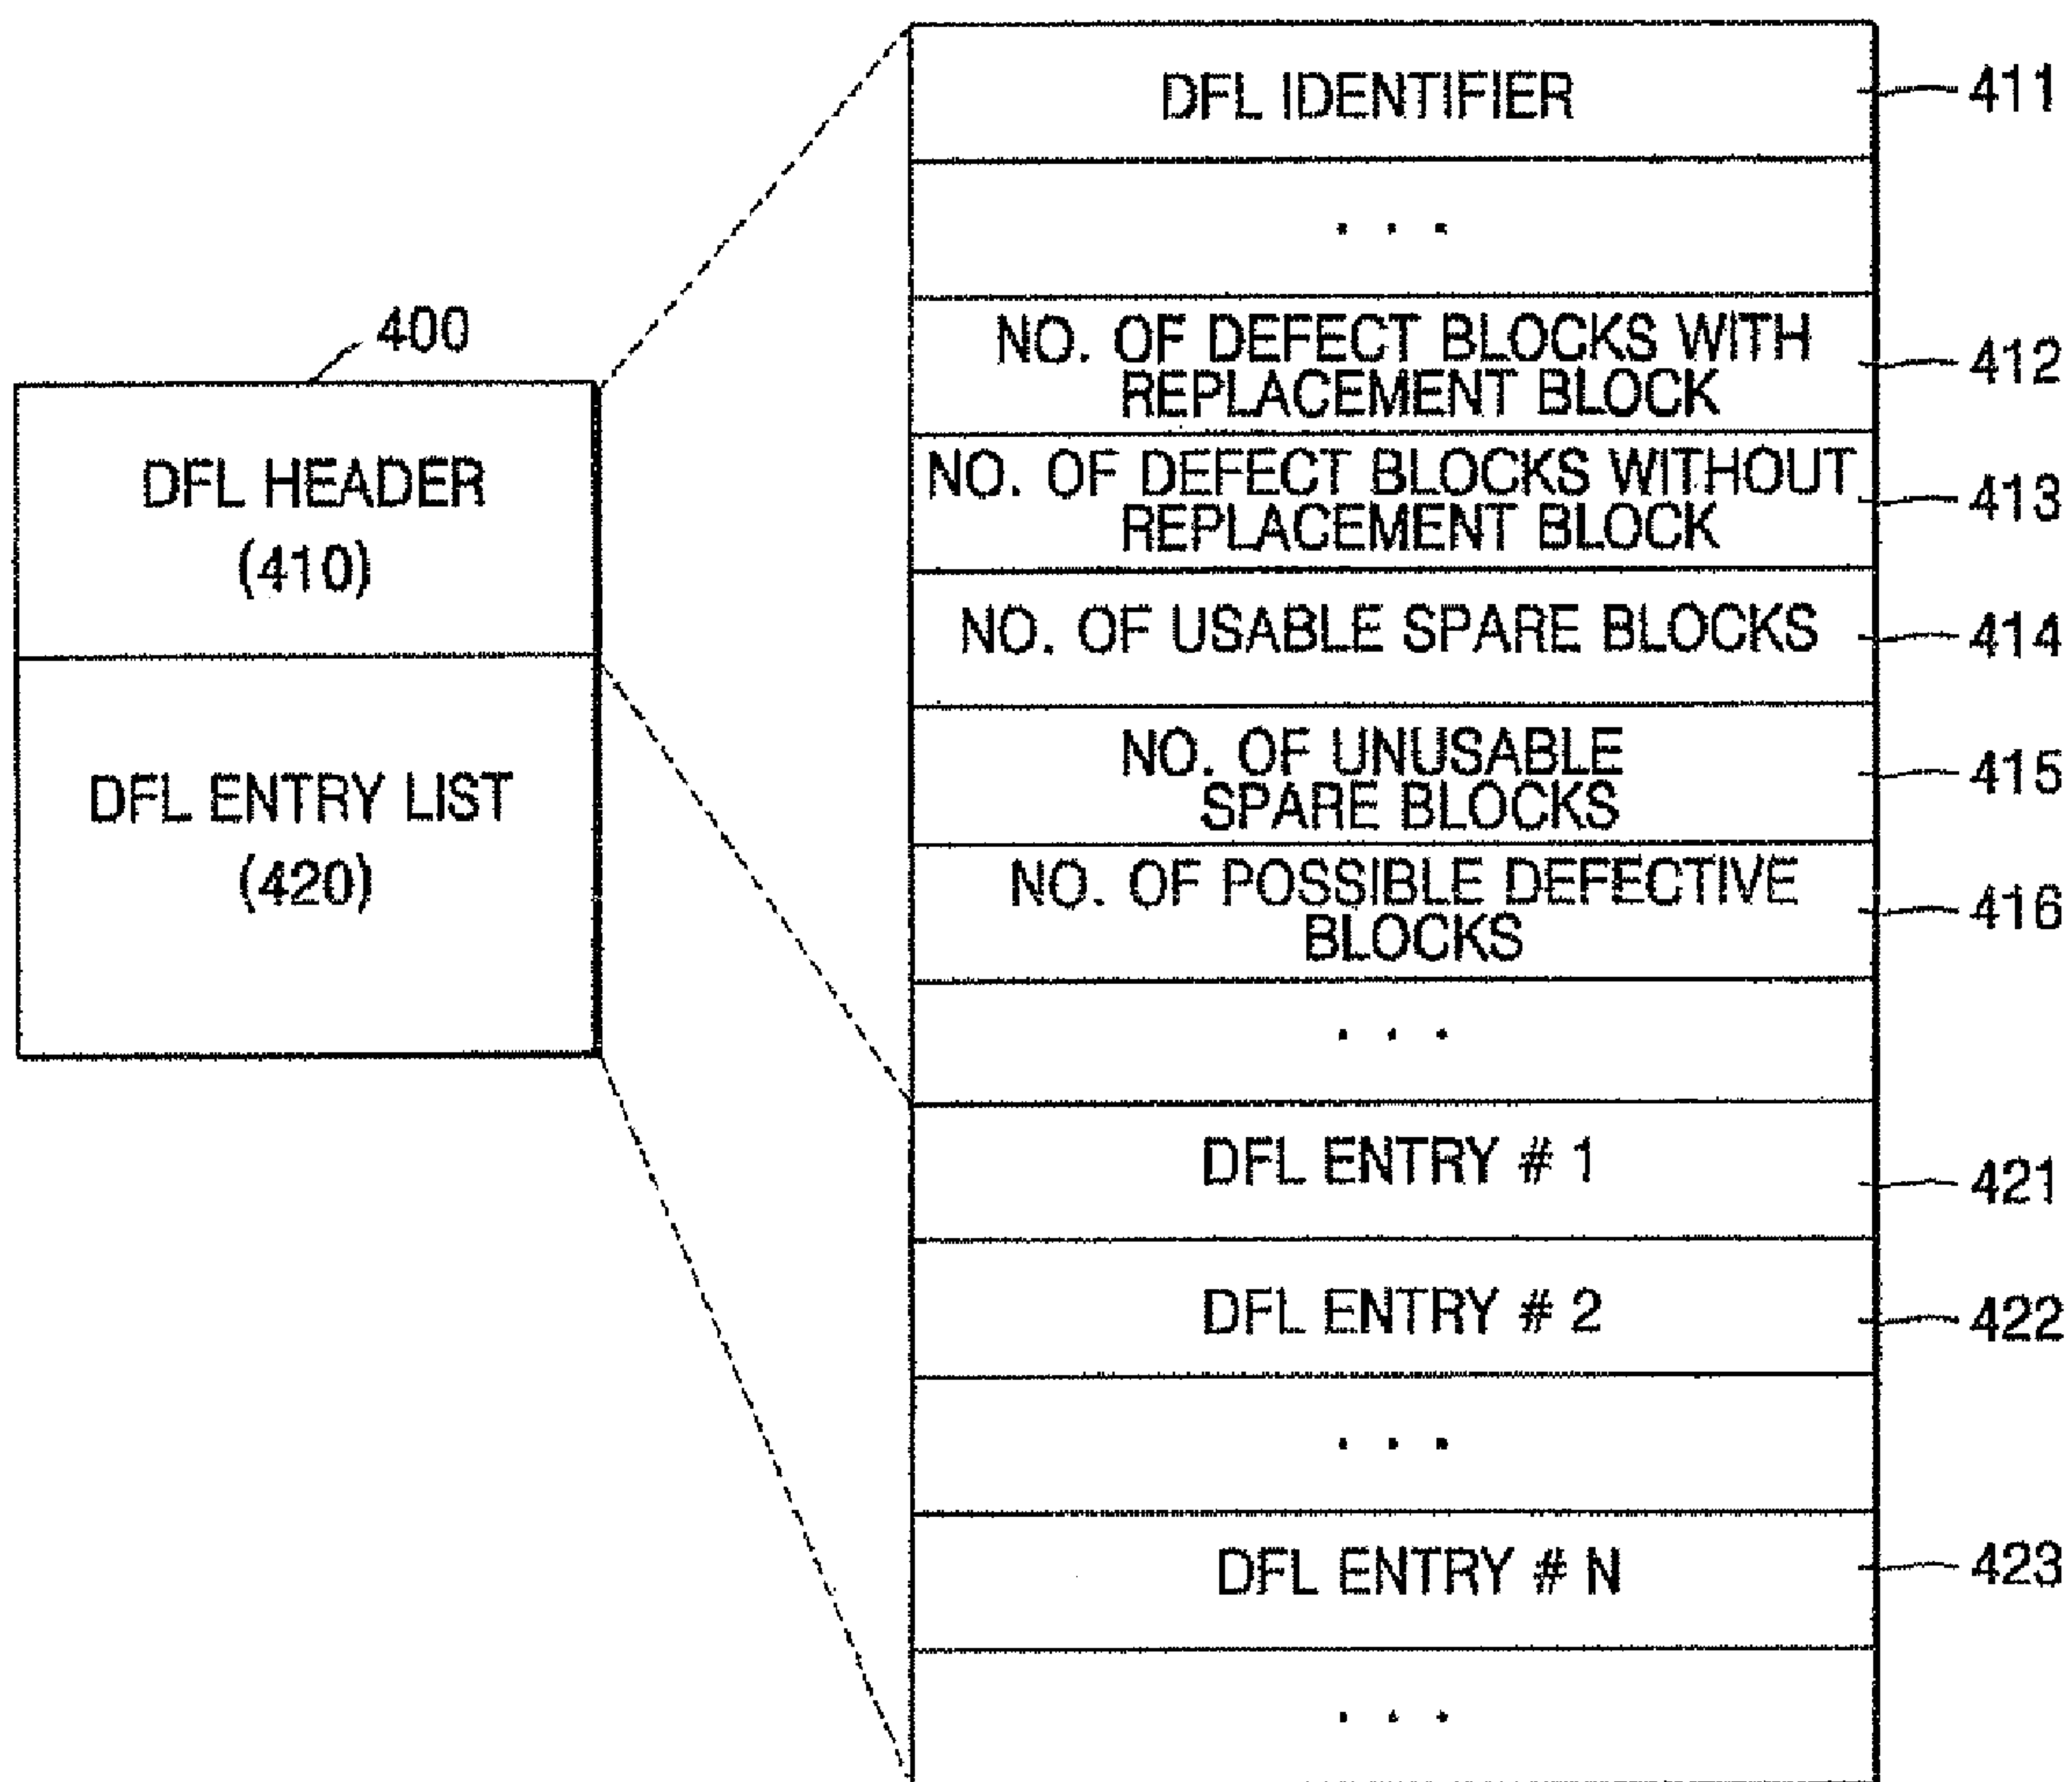 400
DFL HEADER
(410)
DFL ENTRY LIST
(420)
DFL IDENTIFIER
411
. . .
NO. OF DEFECT BLOCKS WITH
REPLACEMENT BLOCK
412
NO. OF DEFECT BLOCKS WITHOUT
REPLACEMENT BLOCK
413
NO. OF USABLE SPARE BLOCKS
414
NO. OF UNUSABLE
SPARE BLOCKS
415
NO. OF POSSIBLE DEFECTIVE
BLOCKS
416
. . .
DFL ENTRY # 1
421
DFL ENTRY # 2
422
. . .
DFL ENTRY # N
423
. . .